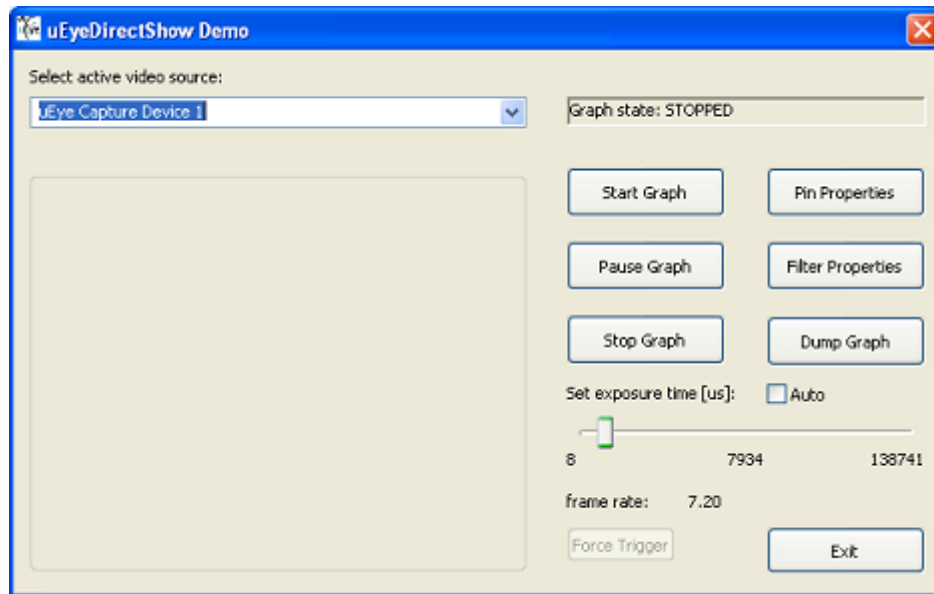 uEyeDirectShow Demo
Select active video source:
uEye Capture Device 1
Graph state: STOPPED
Start Graph
Pin Properties
Pause Graph
Filter Properties
Stop Graph
Dump Graph
Set exposure time [us]:
Auto
8 7934 138741
frame rate: 7.20
Force Trigger
Exit